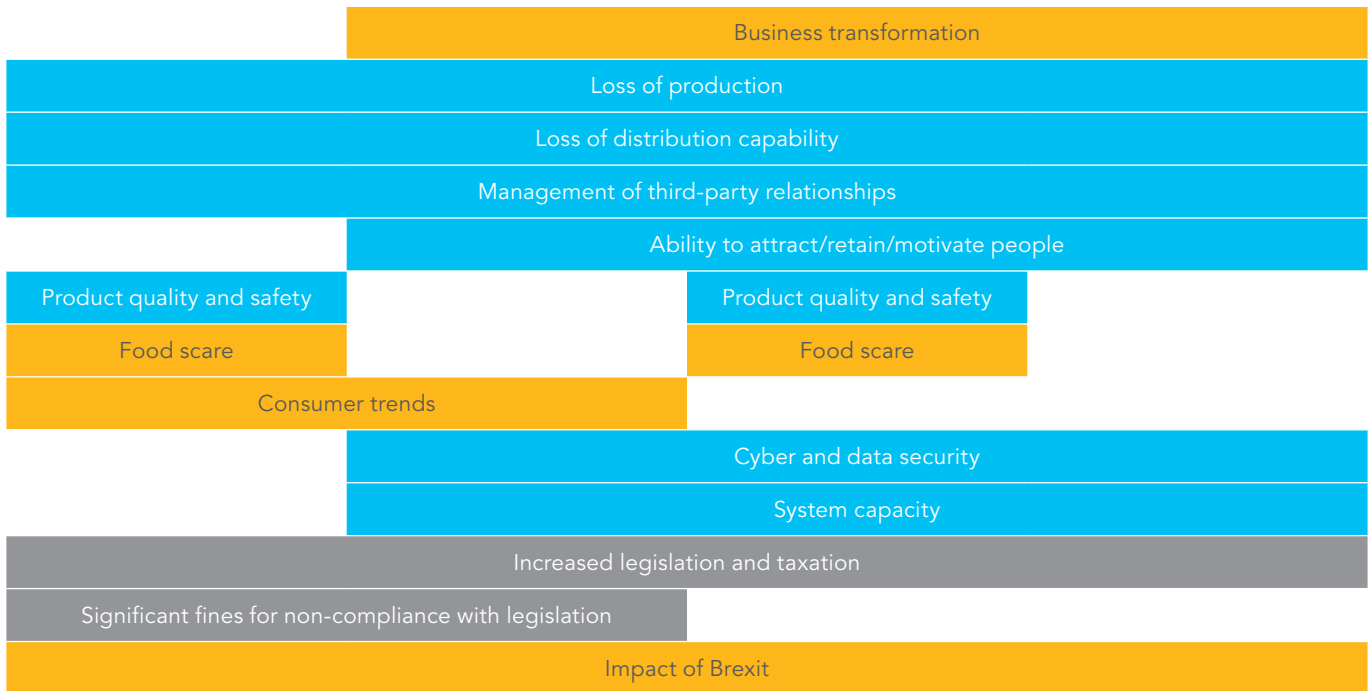 Business transformation
Loss of production
Loss of distribution capability
Management of third-party relationships
Ability to attract/retain/motivate people
Product quality and safety
Product quality and safety
Food scare
Food scare
Consumer trends
Cyber and data security
System capacity
Increased legislation and taxation
Significant fines for non-compliance with legislation
Impact of Brexit